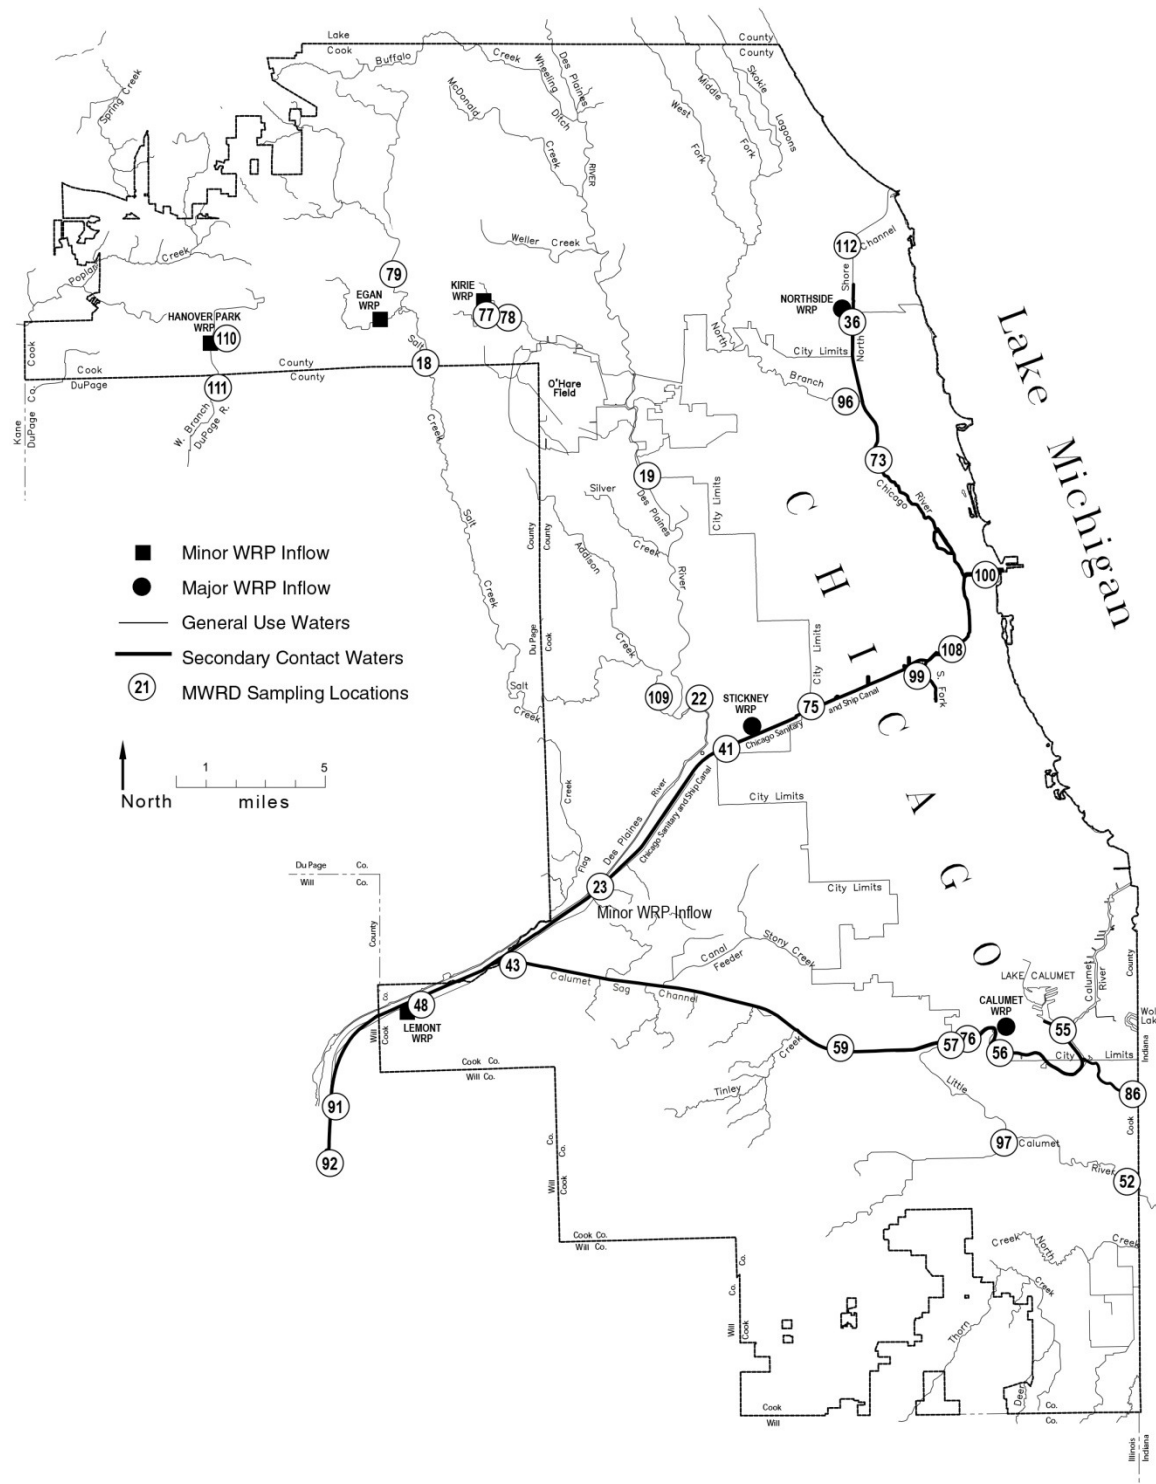 Lake
County
Cook
County
Buffalo
Creek
Wheeling
Ditch
Des Plaines
RIVER
Spring Creek
McDonald
Creek
West
Fork
Middle
Fork
Skokie
Lagoons
Weller Creek
Poplar
Creek
112
Channel
Shore
North
79
EGAN
WRP
KIRIE
WRP
77
78
NORTHSIDE
WRP
36
HANOVER PARK
WRP
110
111
Salt
18
Creek
Cook
County
DuPage
County
Cook
DuPage Co.
Kane
W. Branch
DuPage R.
O'Hare
Field
North
Branch
City Limits
96
73
Chicago
River
Lake
Michigan
19
Des Plaines
River
City Limits
Silver
Creek
Addison
Creek
Salt
Creek
Salt
Creek
County
County
Du Page
Cook
Minor WRP Inflow
Major WRP Inflow
General Use Waters
Secondary Contact Waters
21
MWRD Sampling Locations
North
1
5
miles
CHICAGO
100
108
99
S. Fork
City Limits
109
22
STICKNEY
WRP
75
41
Chicago Sanitary
and Ship Canal
City Limits
Des Plaines
River
Chicago Sanitary and Ship Canal
Creek
Flag
23
Minor WRP Inflow
City Limits
Du Page Co.
Will Co.
County
Canal
Feeder
Stony Creek
43
Calumet
Sag
Channel
48
LEMONT
WRP
Co.
Will
Cook
LAKE CALUMET
CALUMET
WRP
Calumet
River
County
Indiana
55
57
76
56
59
City Limits
86
Creek
Tinley
Little
Cook
97
Calumet
River
52
91
92
Cook Co.
Will Co.
Co.
Co.
Will
Cook
Cook Co.
Will Co.
Co.
Co.
Will
Cook
Creek
North
Creek
Creek
Thorn
Deer
Cook
Will
Co.
Co.
Illinois
Indiana